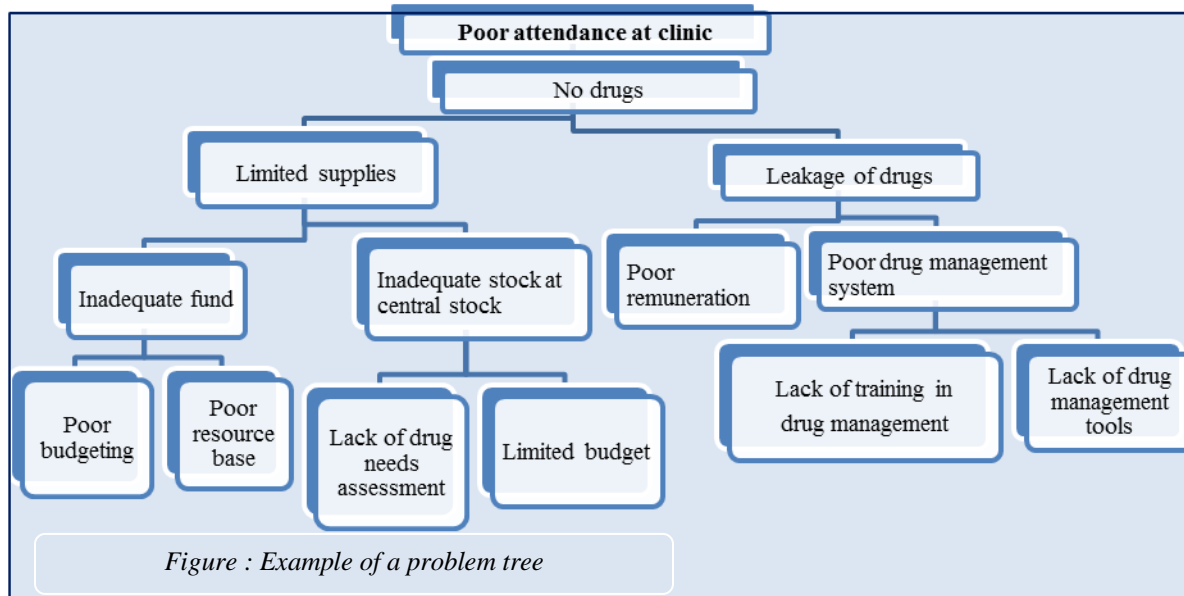 Poor attendance at clinic
No drugs
Limited supplies
Leakage of drugs
Inadequate fund
Inadequate stock at
central stock
Poor
remuneration
Poor drug management
system
Poor
budgeting
Poor
resource
base
Lack of drug
needs
assessment
Limited budget
Lack of training in
drug management
Lack of drug
management
tools
Figure : Example of a problem tree